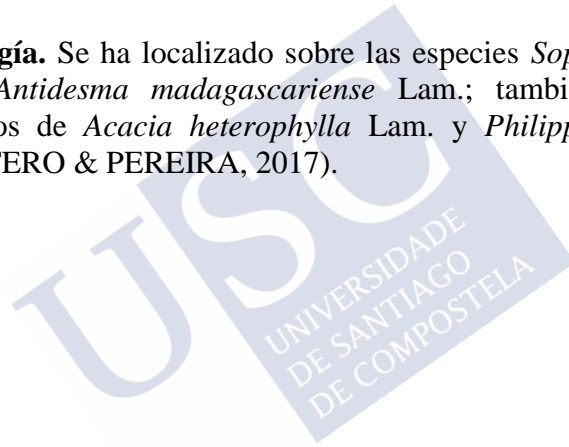 gía. Se ha localizado sobre las especies Sop
Antidesma madagascariense Lam.; tambi
os de Acacia heterophylla Lam. y Philipp
TERO & PEREIRA, 2017).
USC
UNIVERSIDADE
DE SANTIAGO
DE COMPOSTELA